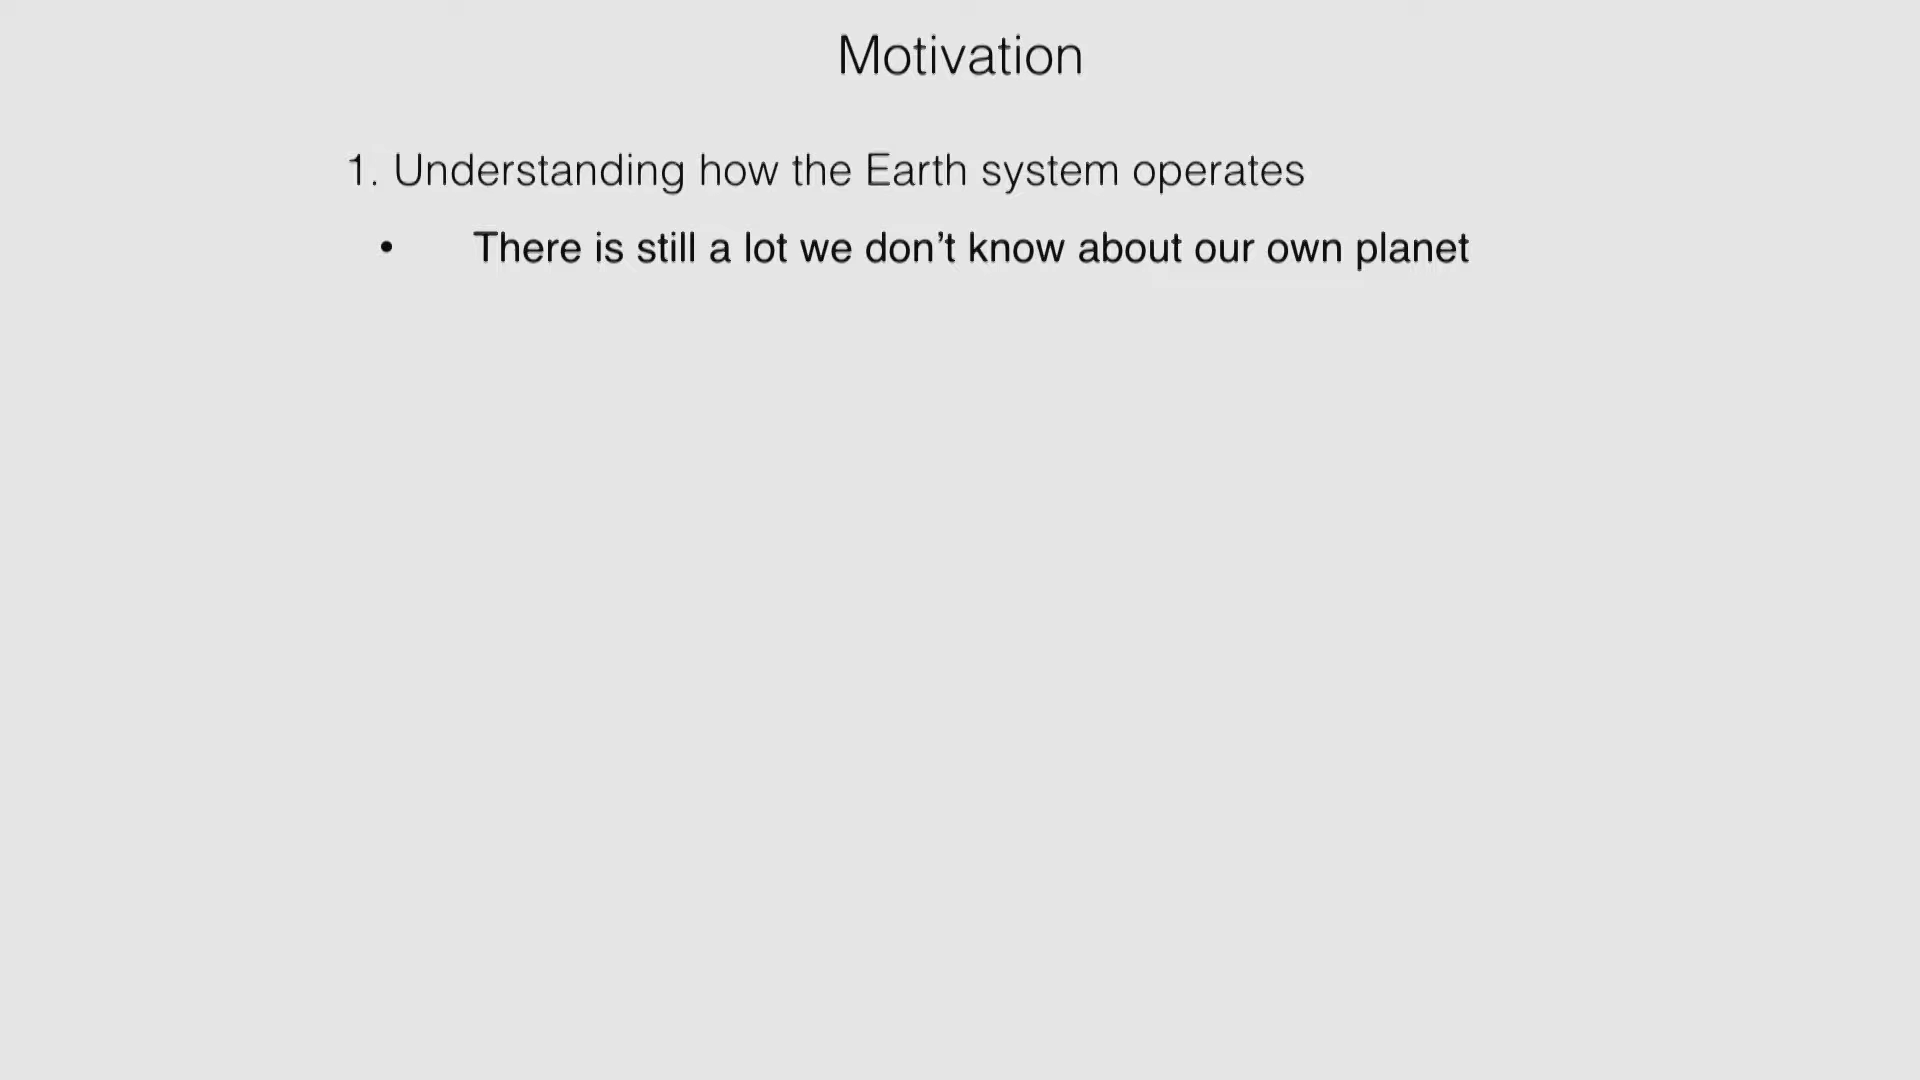 Motivation
1. Understanding how the Earth system operates
• There is still a lot we don’t know about our own planet